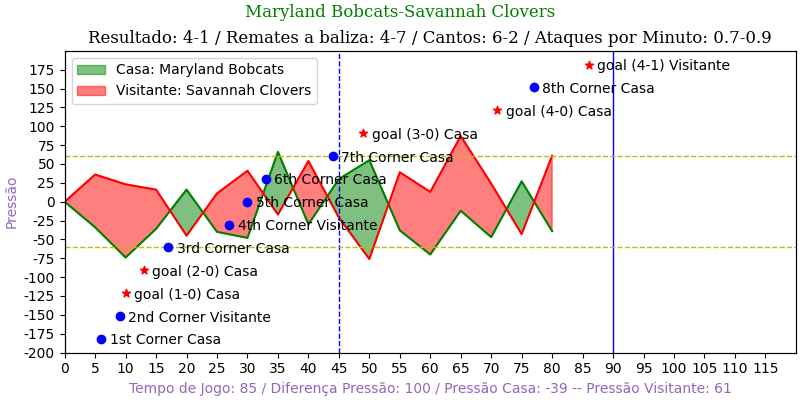 Maryland Bobcats-Savannah Clovers
Resultado: 4-1 / Remates a baliza: 4-7 / Cantos: 6-2 / Ataques por Minuto: 0.7-0.9
Casa: Maryland Bobcats
Visitante: Savannah Clovers
goal (4-1) Visitante
8th Corner Casa
goal (4-0) Casa
goal (3-0) Casa
7th Corner Casa
6th Corner Casa
5th Corner Casa
4th Corner Visitante
3rd Corner Casa
goal (2-0) Casa
goal (1-0) Casa
2nd Corner Visitante
1st Corner Casa
Pressão
175
150
125
100
75
50
25
0
-25
-50
-75
-100
-125
-150
-175
-200
0 5 10 15 20 25 30 35 40 45 50 55 60 65 70 75 80 85 90 95 100 105 110 115
Tempo de Jogo: 85 / Diferença Pressão: 100 / Pressão Casa: -39 -- Pressão Visitante: 61